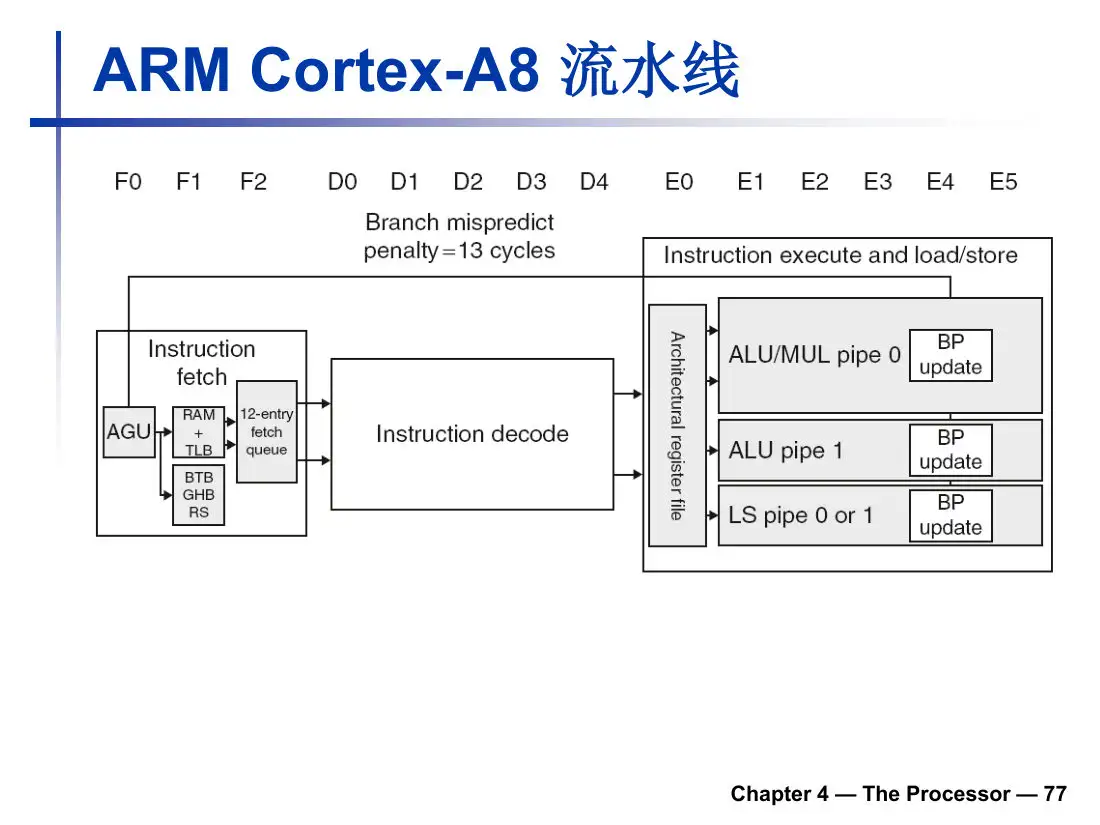 ARM Cortex-A8 流水线
F0 F1 F2 D0 D1 D2 D3 D4 E0 E1 E2 E3 E4 E5
Branch mispredict
penalty=13 cycles
Instruction execute and load/store
Instruction
fetch
AGU
RAM
+
TLB
BTB
GHB
RS
12-entry
fetch
queue
Instruction decode
Architectural register file
ALU/MUL pipe 0
BP
update
ALU pipe 1
BP
update
LS pipe 0 or 1
BP
update
Chapter 4 — The Processor — 77